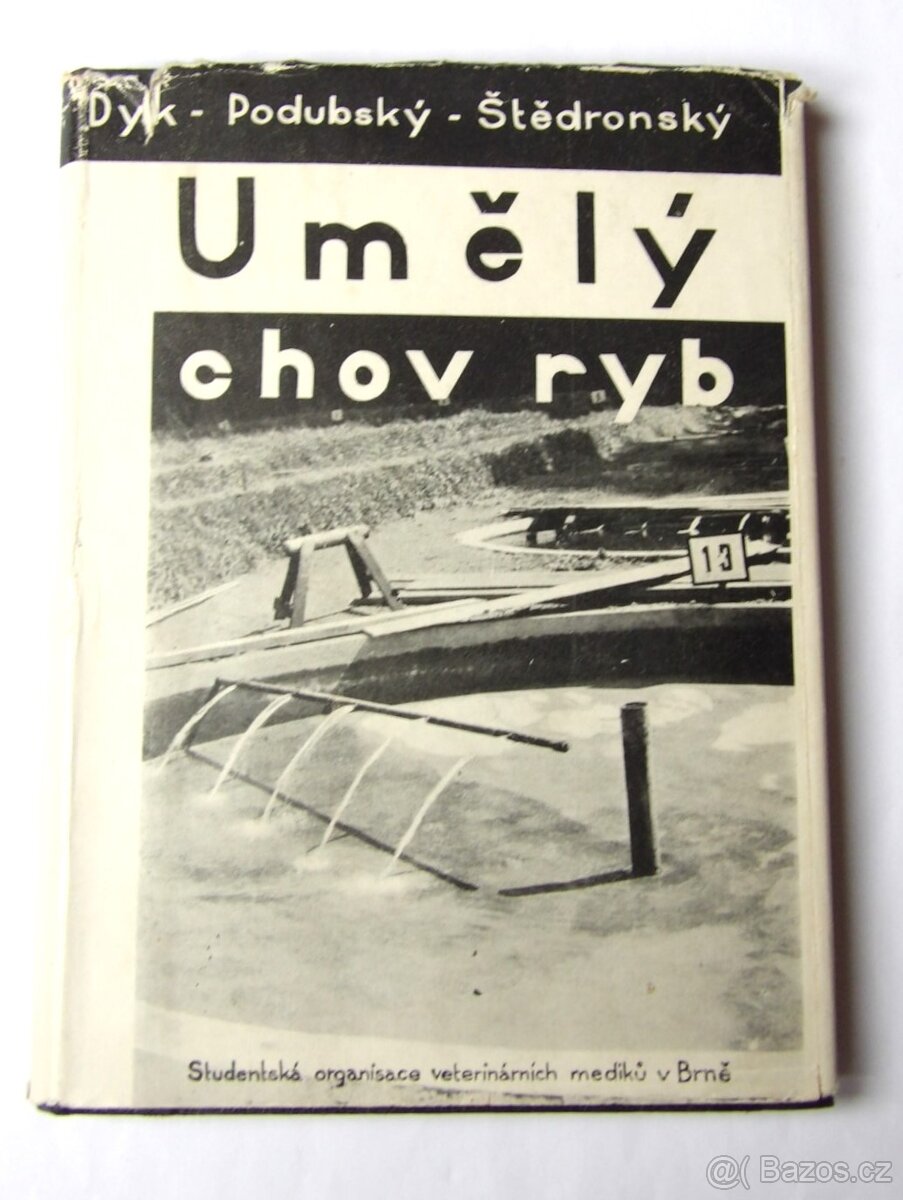 Dyk - Podubský - Štědronský
Umělý
chov ryb
13
Studentská organisace veterinárních mediků v Brně
@( Bazos.cz